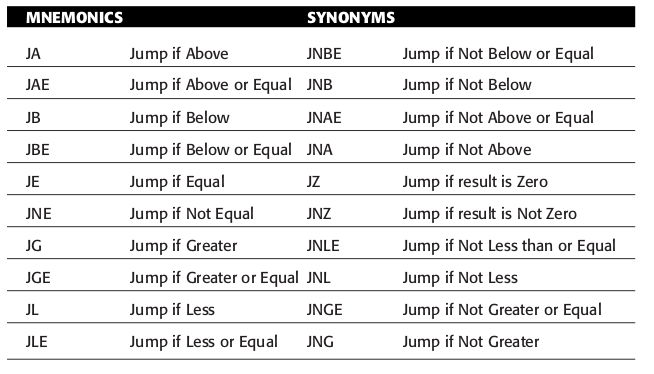 MNEMONICS SYNONYMS
JA Jump if Above JNBE Jump if Not Below or Equal
JAE Jump if Above or Equal JNB Jump if Not Below
JB Jump if Below JNAE Jump if Not Above or Equal
JBE Jump if Below or Equal JNA Jump if Not Above
JE Jump if Equal JZ Jump if result is Zero
JNE Jump if Not Equal JNZ Jump if result is Not Zero
JG Jump if Greater JNLE Jump if Not Less than or Equal
JGE Jump if Greater or Equal JNL Jump if Not Less
JL Jump if Less JNGE Jump if Not Greater or Equal
JLE Jump if Less or Equal JNG Jump if Not Greater